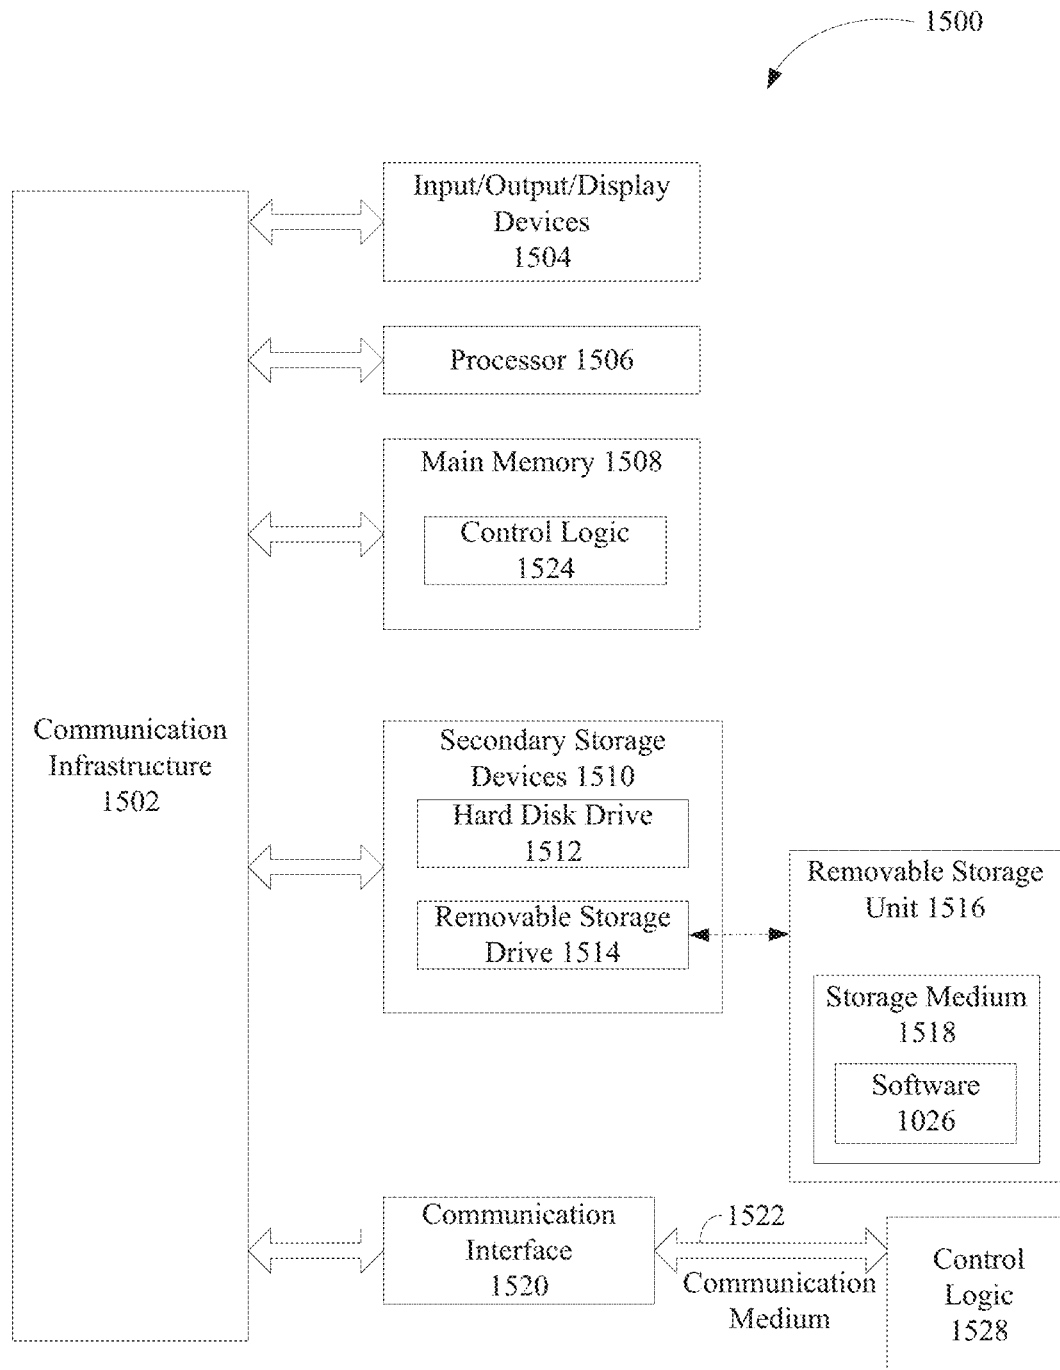 1500
Input/Output/Display
Devices
1504
Processor 1506
Main Memory 1508
Control Logic
1524
Communication
Infrastructure
1502
Secondary Storage
Devices 1510
Hard Disk Drive
1512
Removable Storage
Drive 1514
Removable Storage
Unit 1516
Storage Medium
1518
Software
1026
Communication
Interface
1520
1522
Communication
Medium
Control
Logic
1528